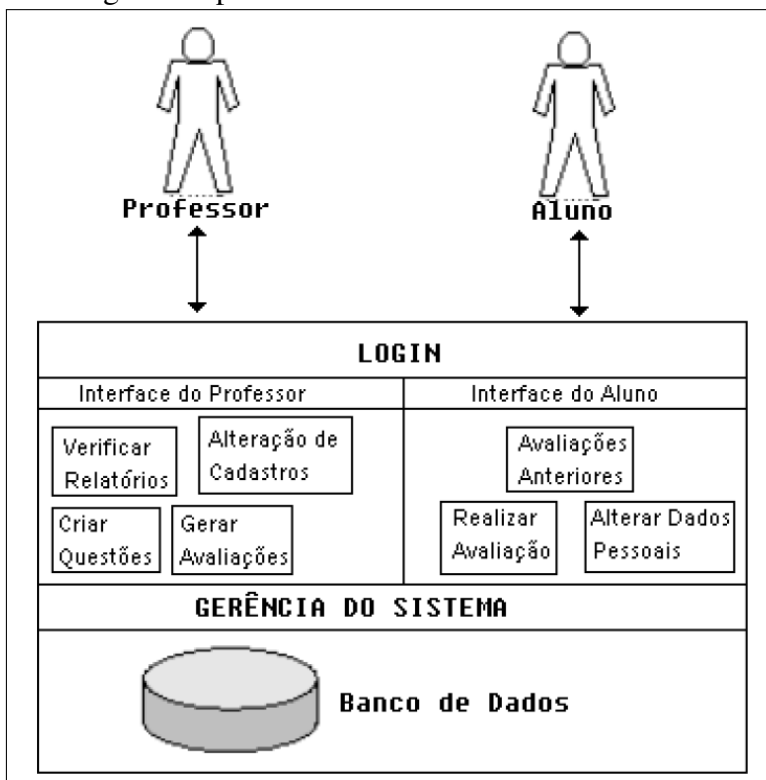 Professor
Aluno
LOGIN
Interface do Professor
Interface do Aluno
Verificar
Relatórios
Alteração de
Cadastros
Criar
Questões
Gerar
Avaliações
Avaliações
Anteriores
Realizar
Avaliação
Alterar Dados
Pessoais
GERÊNCIA DO SISTEMA
Banco de Dados